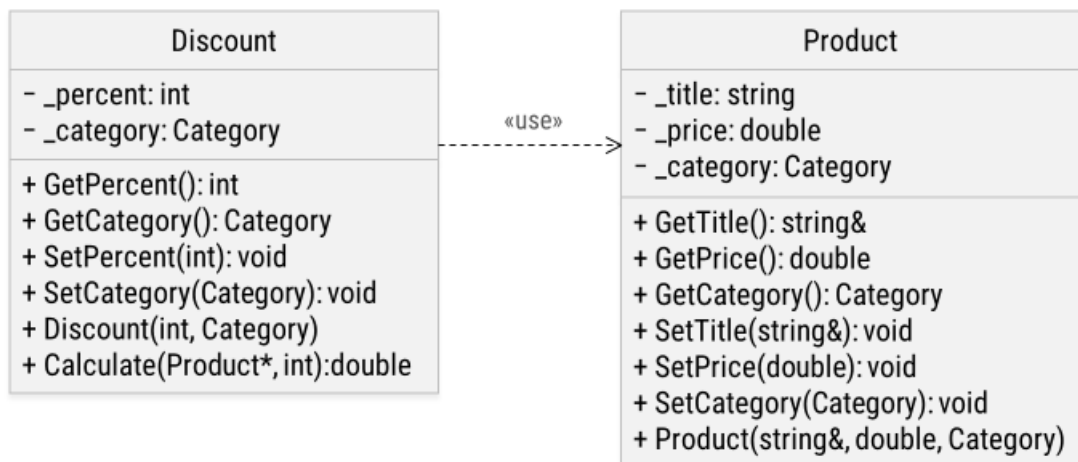 Discount
− _percent: int
− _category: Category
+ GetPercent(): int
+ GetCategory(): Category
+ SetPercent(int): void
+ SetCategory(Category): void
+ Discount(int, Category)
+ Calculate(Product*, int):double
«use»
Product
− _title: string
− _price: double
− _category: Category
+ GetTitle(): string&
+ GetPrice(): double
+ GetCategory(): Category
+ SetTitle(string&): void
+ SetPrice(double): void
+ SetCategory(Category): void
+ Product(string&, double, Category)